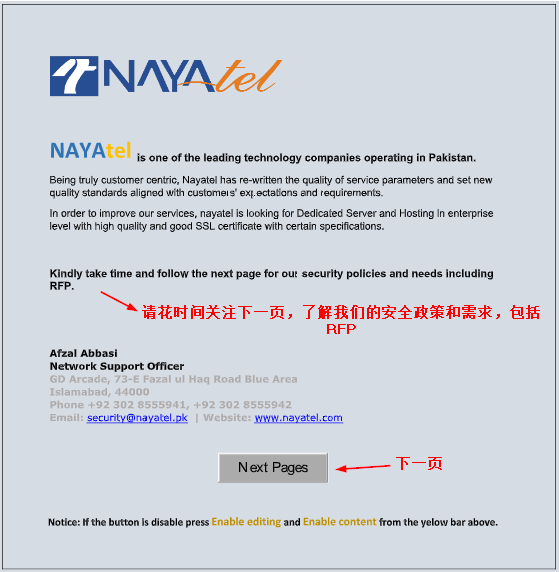 NAYAtel
NAYAtel is one of the leading technology companies operating in Pakistan.
Being truly customer centric, Nayatel has re-written the quality of service parameters and set new
quality standards aligned with customers' expectations and requirements.
In order to improve our services, nayatel is looking for Dedicated Server and Hosting In enterprise
level with high quality and good SSL certificate with certain specifications.
Kindly take time and follow the next page for our security policies and needs including
RFP.
请花时间关注下一页，了解我们的安全政策和需求，包括
RFP
Afzal Abbasi
Network Support Officer
GD Arcade, 73-E Fazal ul Haq Road Blue Area
Islamabad, 44000
Phone +92 302 8555941, +92 302 8555942
Email: security@nayatel.pk | Website: www.nayatel.com
Next Pages
下一页
Notice: If the button is disable press Enable editing and Enable content from the yelow bar above.